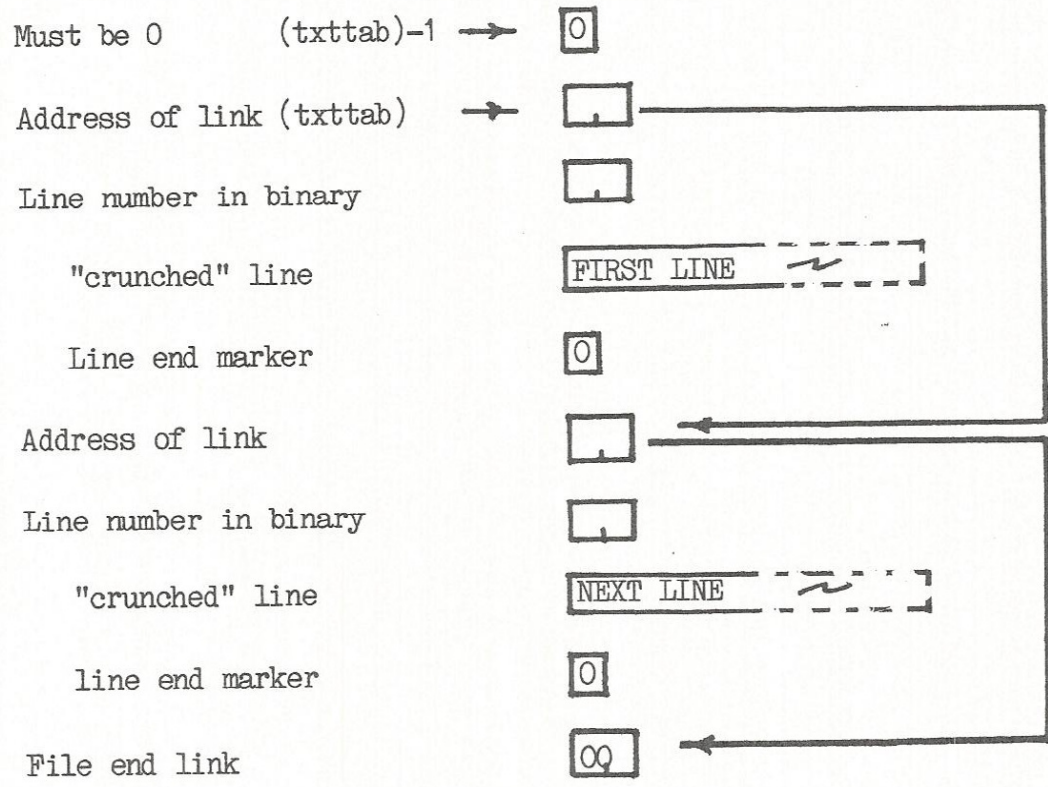 Must be 0 (txttab)-1 0
Address of link (txttab)
Line number in binary
"crunched" line FIRST LINE
Line end marker 0
Address of link
Line number in binary
"crunched" line NEXT LINE
line end marker 0
File end link 00